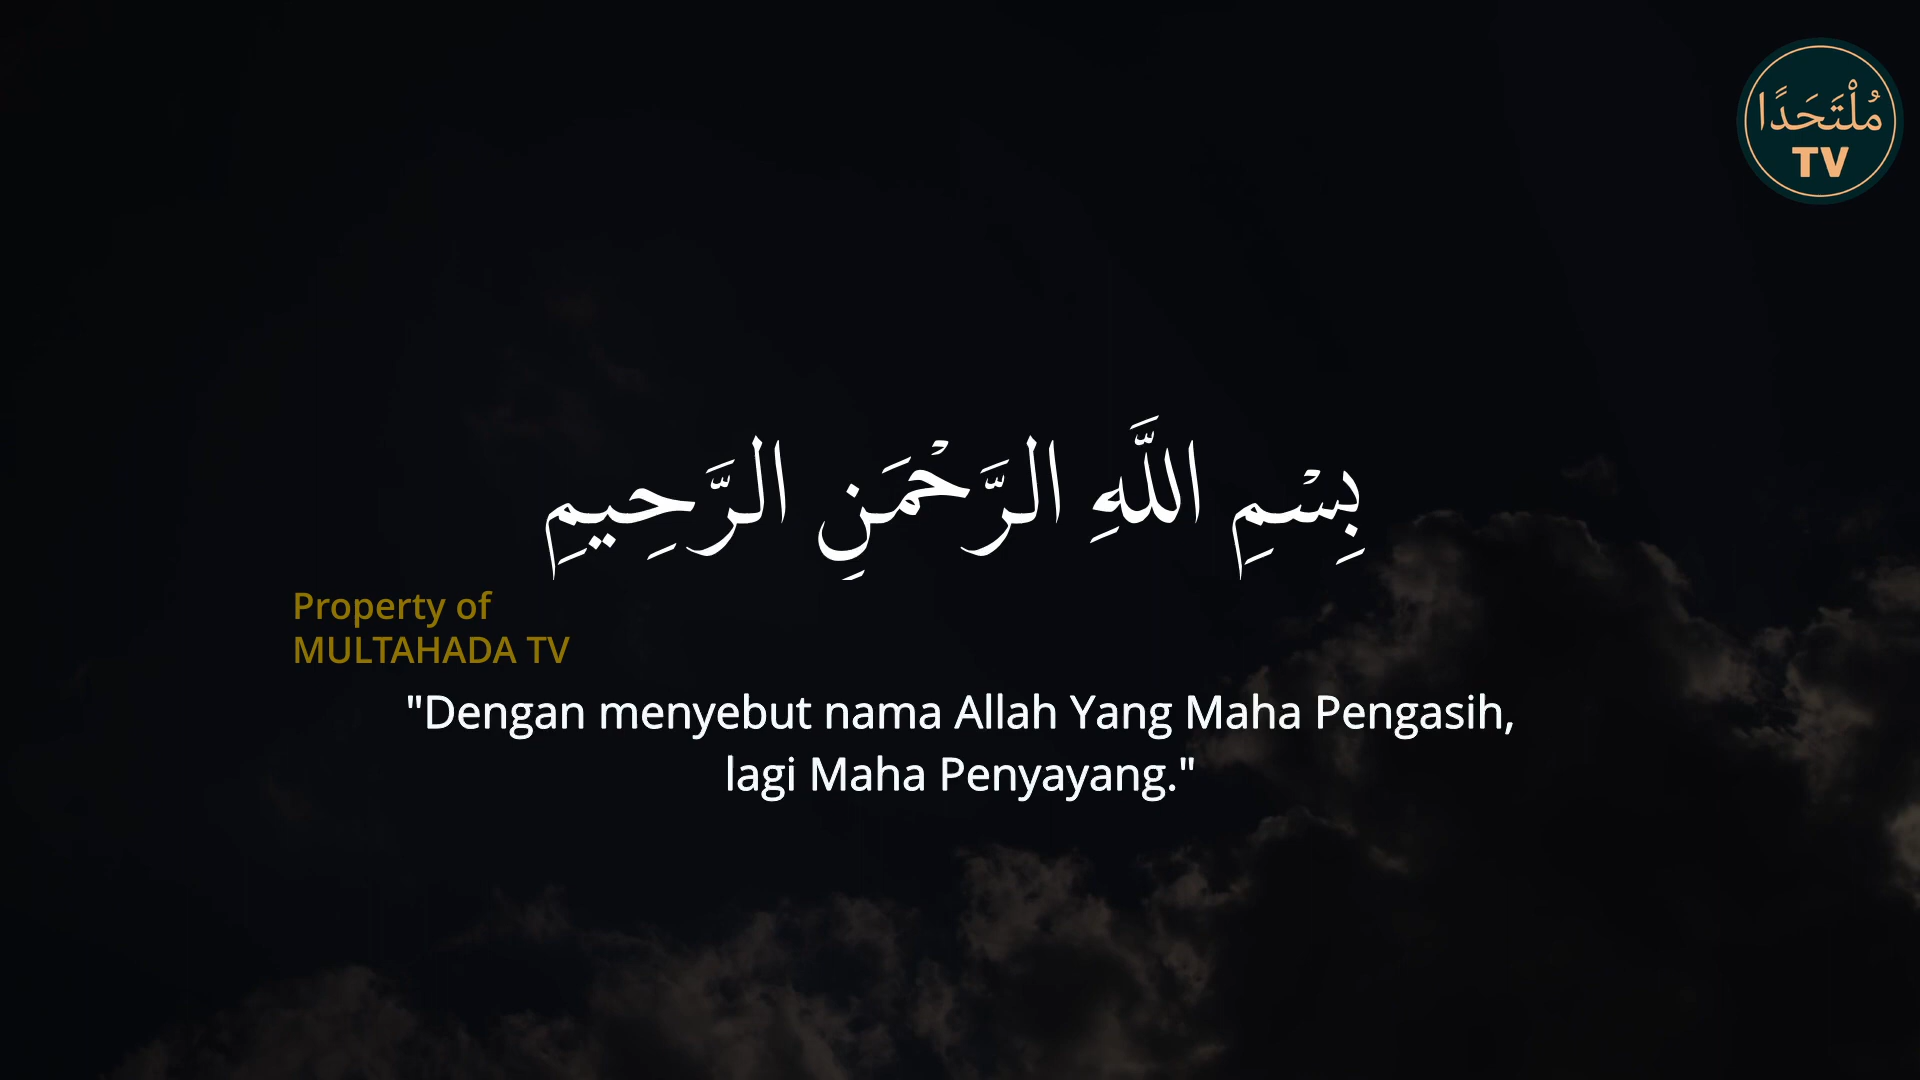 مُلْتَحَدًا
TV
بِسْمِ اللَّهِ الرَّحْمَنِ الرَّحِيمِ
Property of
MULTAHADA TV
"Dengan menyebut nama Allah Yang Maha Pengasih,
lagi Maha Penyayang."